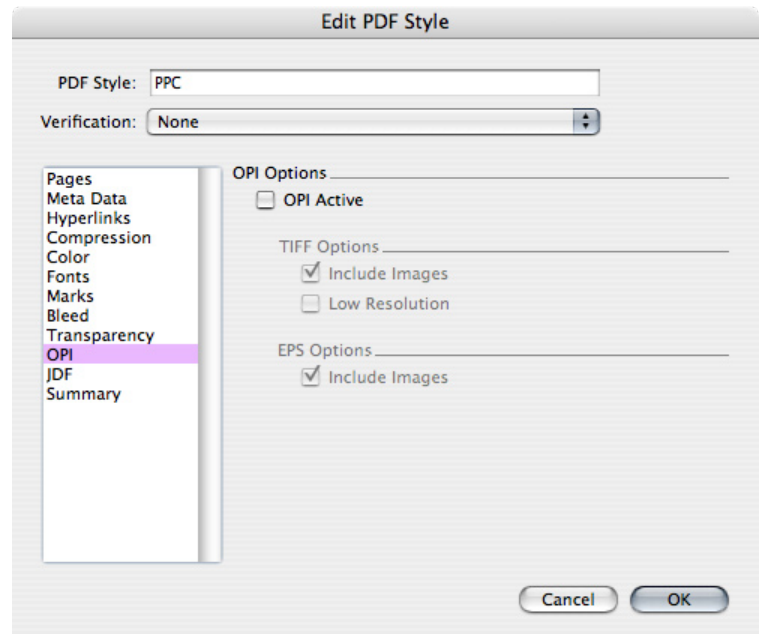 Edit PDF Style
PDF Style: PPC
Verification: None
Pages
Meta Data
Hyperlinks
Compression
Color
Fonts
Marks
Bleed
Transparency
OPI
JDF
Summary
OPI Options
OPI Active
TIFF Options
Include Images
Low Resolution
EPS Options
Include Images
Cancel OK